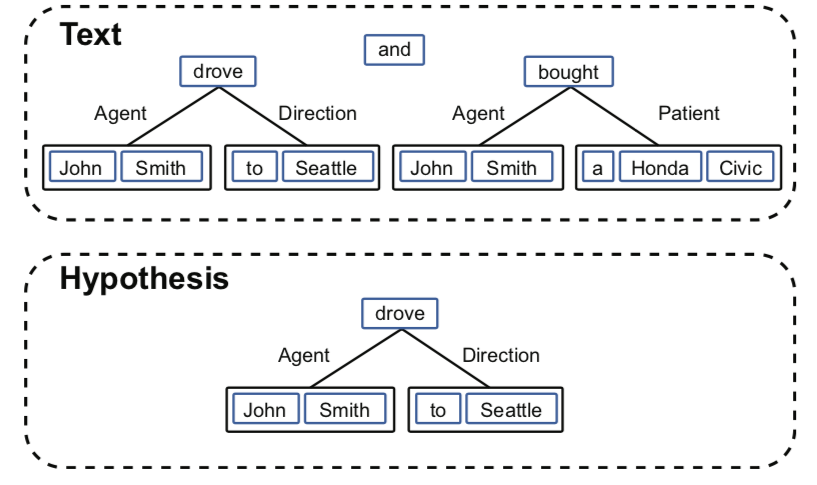 Text
and
drove
bought
Agent Direction Agent Patient
John Smith to Seattle John Smith a Honda Civic
Hypothesis
drove
Agent Direction
John Smith to Seattle